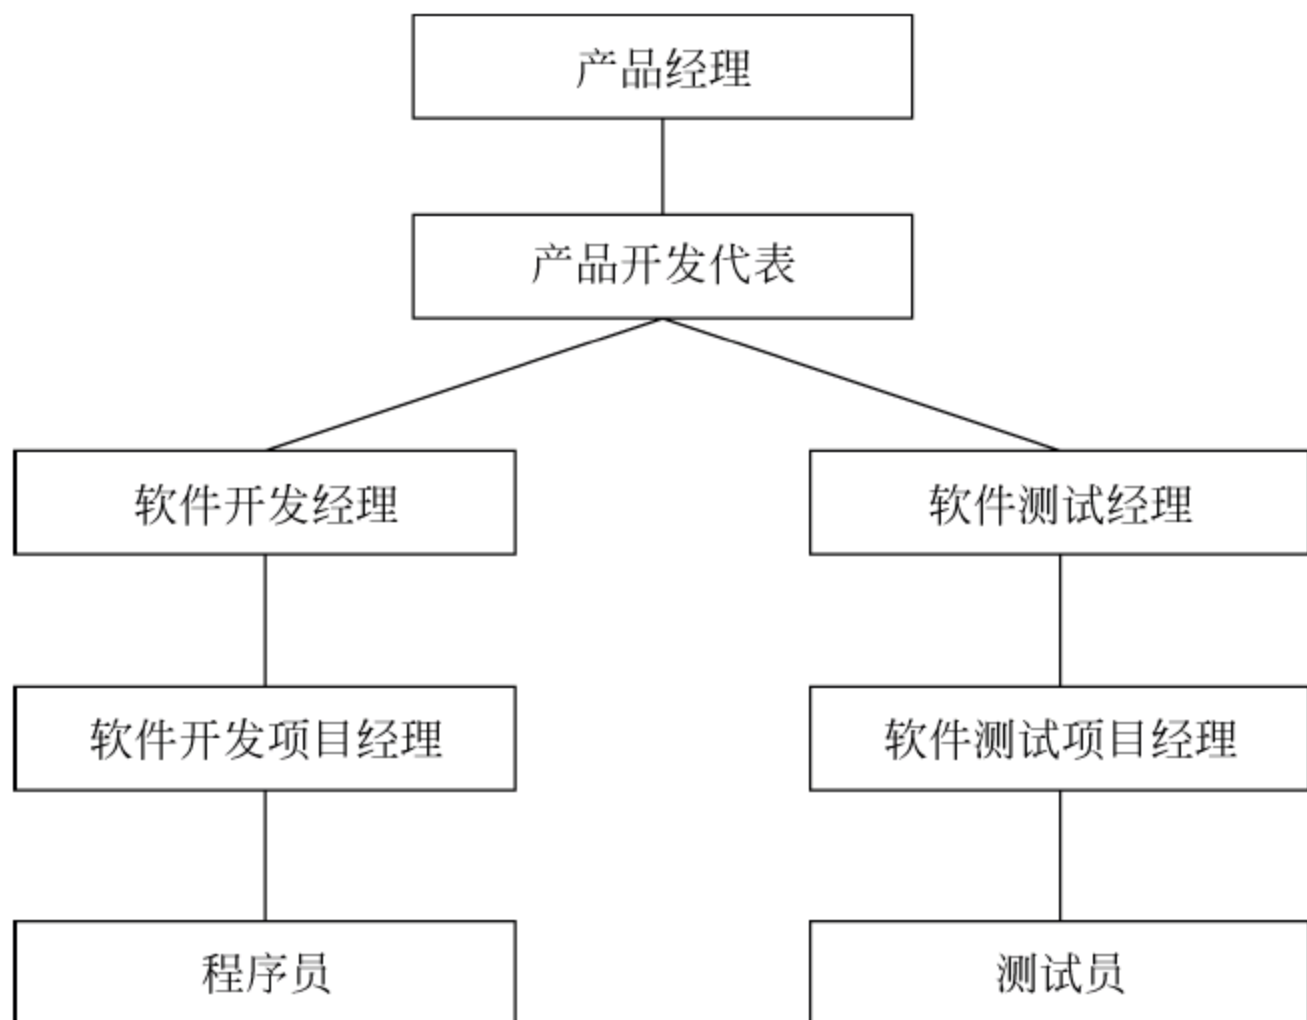 产品经理
产品开发代表
软件开发经理
软件测试经理
软件开发项目经理
软件测试项目经理
程序员
测试员